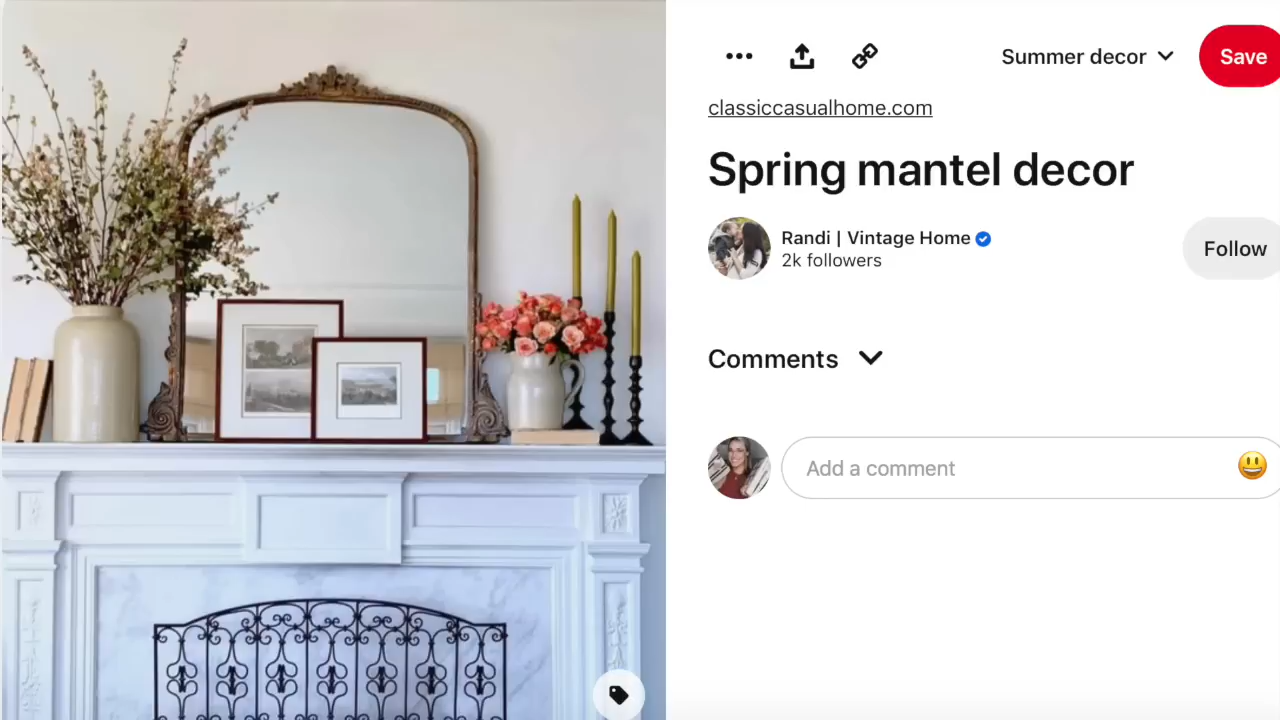 Summer decor
Save
classiccasualhome.com
Spring mantel decor
Randi | Vintage Home
2k followers
Follow
Comments
Add a comment